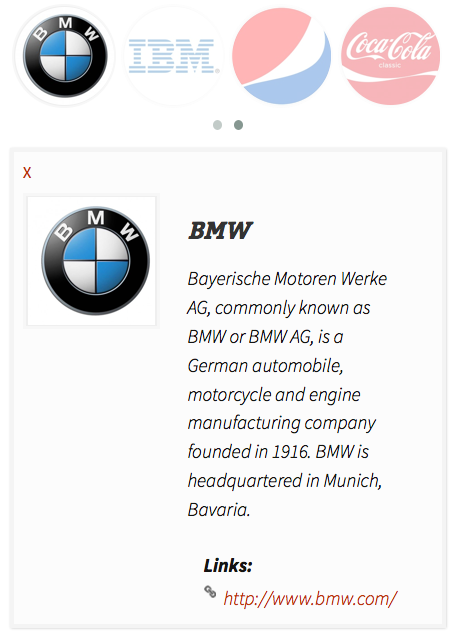 BMW
IBM®
Coca-Cola
classic
X
BMW
BMW
Bayerische Motoren Werke
AG, commonly known as
BMW or BMW AG, is a
German automobile,
motorcycle and engine
manufacturing company
founded in 1916. BMW is
headquartered in Munich,
Bavaria.
Links:
http://www.bmw.com/